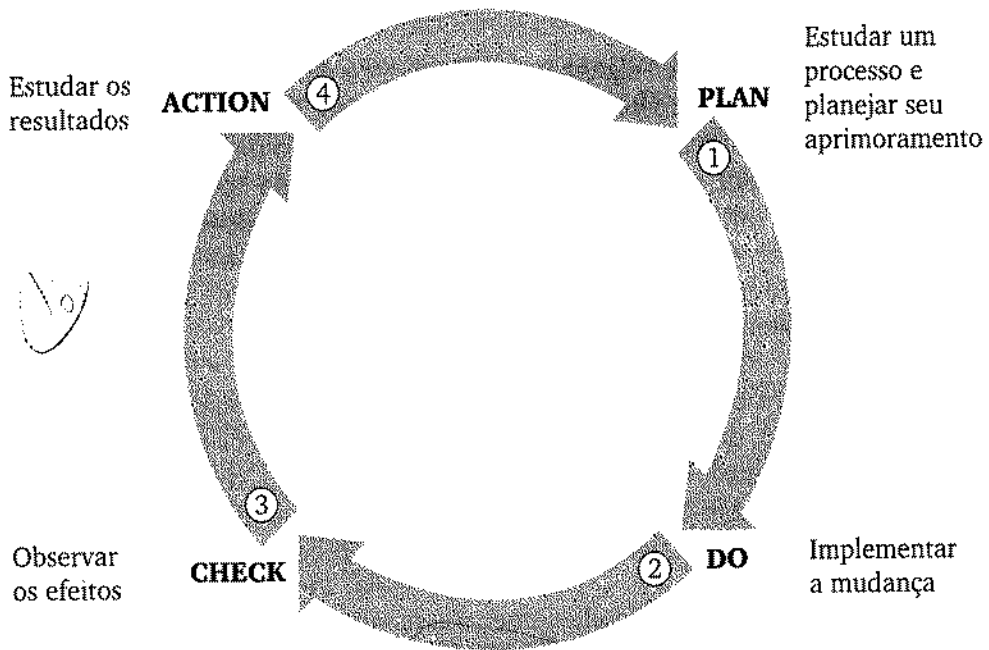 Estudar um
processo e
planejar seu
aprimoramento
PLAN
1
Implementar
a mudança
DO
2
Observar
os efeitos
CHECK
3
Estudar os
resultados
ACTION
4